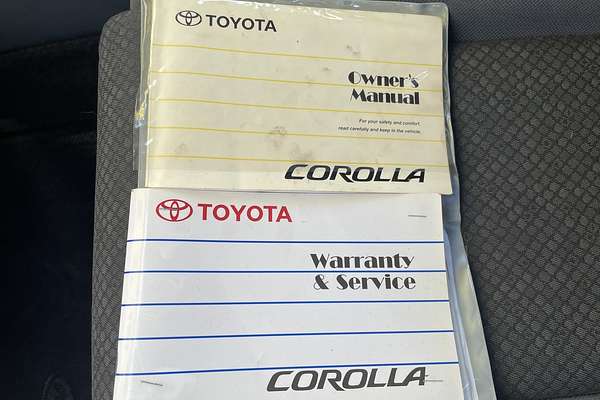 TOYOTA
Owner's
Manual
For your safety and comfort,
read carefully and keep in the vehicle.
COROLLA
TOYOTA
Warranty
& Service
COROLLA